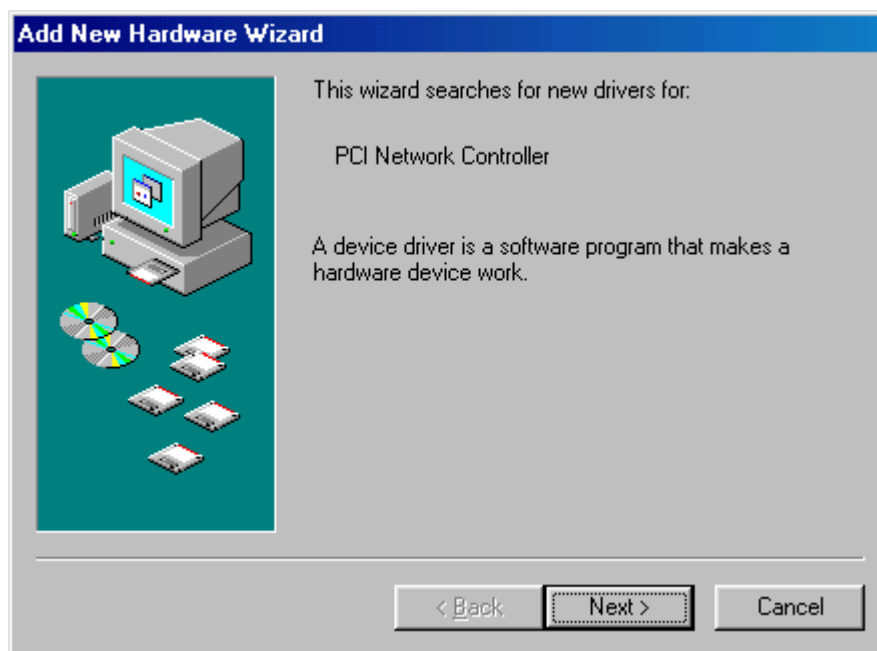 Add New Hardware Wizard
This wizard searches for new drivers for:
PCI Network Controller
A device driver is a software program that makes a
hardware device work.
< Back
Next >
Cancel